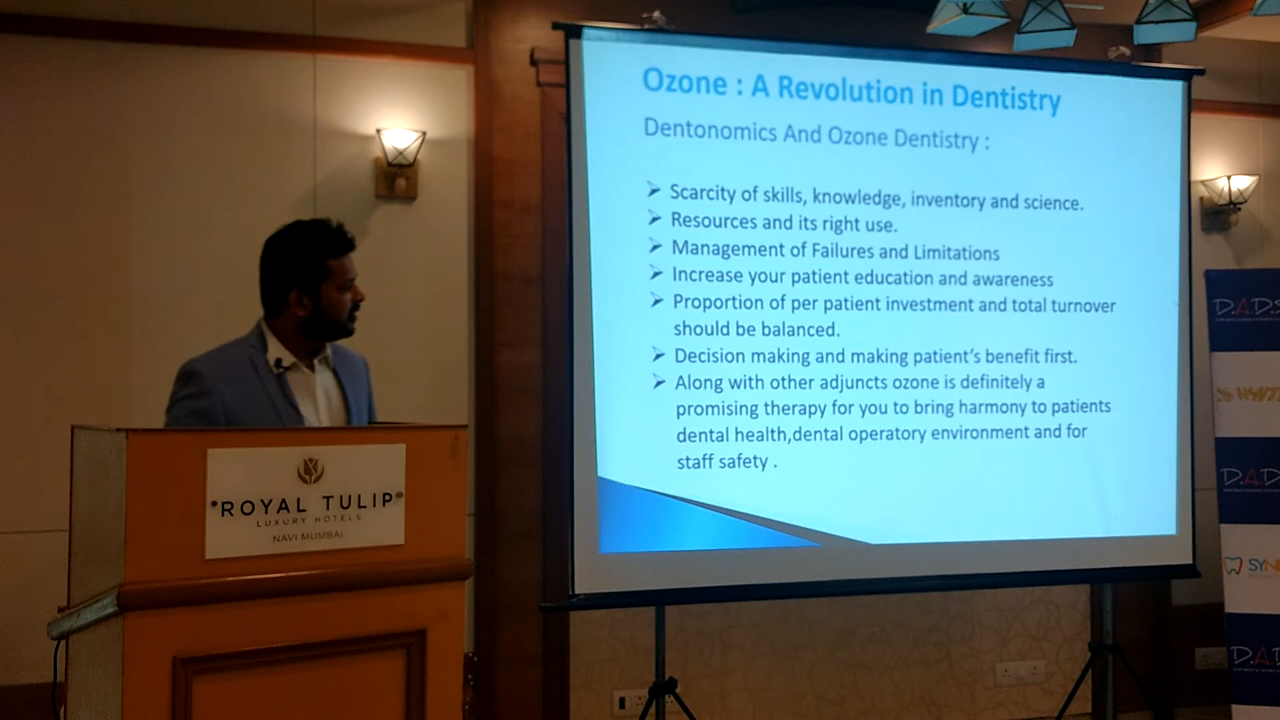 Ozone : A Revolution in Dentistry
Dentonomics And Ozone Dentistry :
➢ Scarcity of skills, knowledge, inventory and science.
➢ Resources and its right use.
➢ Management of Failures and Limitations
➢ Increase your patient education and awareness
➢ Proportion of per patient investment and total turnover
should be balanced.
➢ Decision making and making patient's benefit first.
➢ Along with other adjuncts ozone is definitely a
promising therapy for you to bring harmony to patients
dental health,dental operatory environment and for
staff safety .
ROYAL TULIP
LUXURY HOTELS
NAVI MUMBAI